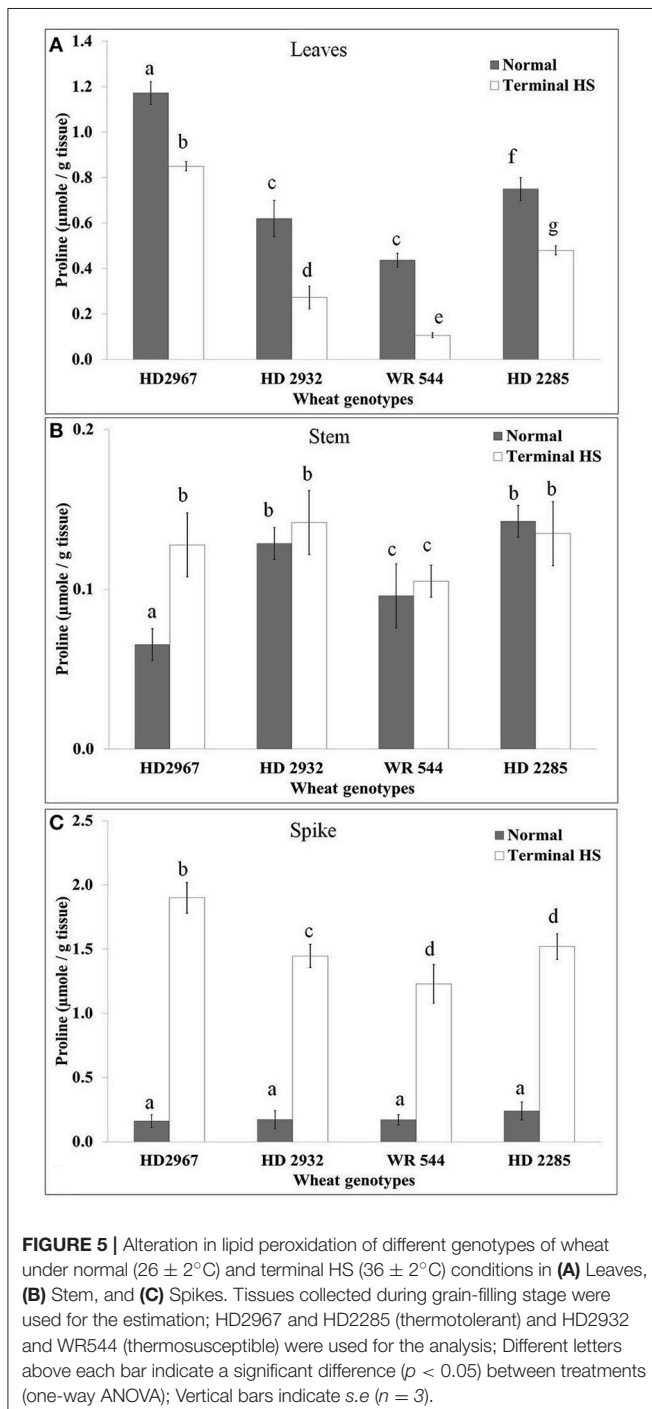 A
Leaves
Normal
Terminal HS
Proline (µmole / g tissue)
1.4
1.2
1.0
0.8
0.6
0.4
0.2
0.0
a
b
c
d
c
e
f
g
HD2967
HD 2932
WR 544
HD 2285
Wheat genotypes
B
Stem
Normal
Terminal HS
Proline (µmole / g tissue)
0.2
0.1
0.0
a
b
b
b
c
c
b
b
HD2967
HD 2932
WR 544
HD 2285
Wheat genotypes
C
Spike
Normal
Terminal HS
Proline (µmole / g tissue)
2.5
2.0
1.5
1.0
0.5
0.0
a
b
a
c
a
d
a
d
HD2967
HD 2932
WR 544
HD 2285
Wheat genotypes
FIGURE 5 | Alteration in lipid peroxidation of different genotypes of wheat
under normal (26 ± 2°C) and terminal HS (36 ± 2°C) conditions in (A) Leaves,
(B) Stem, and (C) Spikes. Tissues collected during grain-filling stage were
used for the estimation; HD2967 and HD2285 (thermotolerant) and HD2932
and WR544 (thermosusceptible) were used for the analysis; Different letters
above each bar indicate a significant difference (p < 0.05) between treatments
(one-way ANOVA); Vertical bars indicate s.e (n = 3).